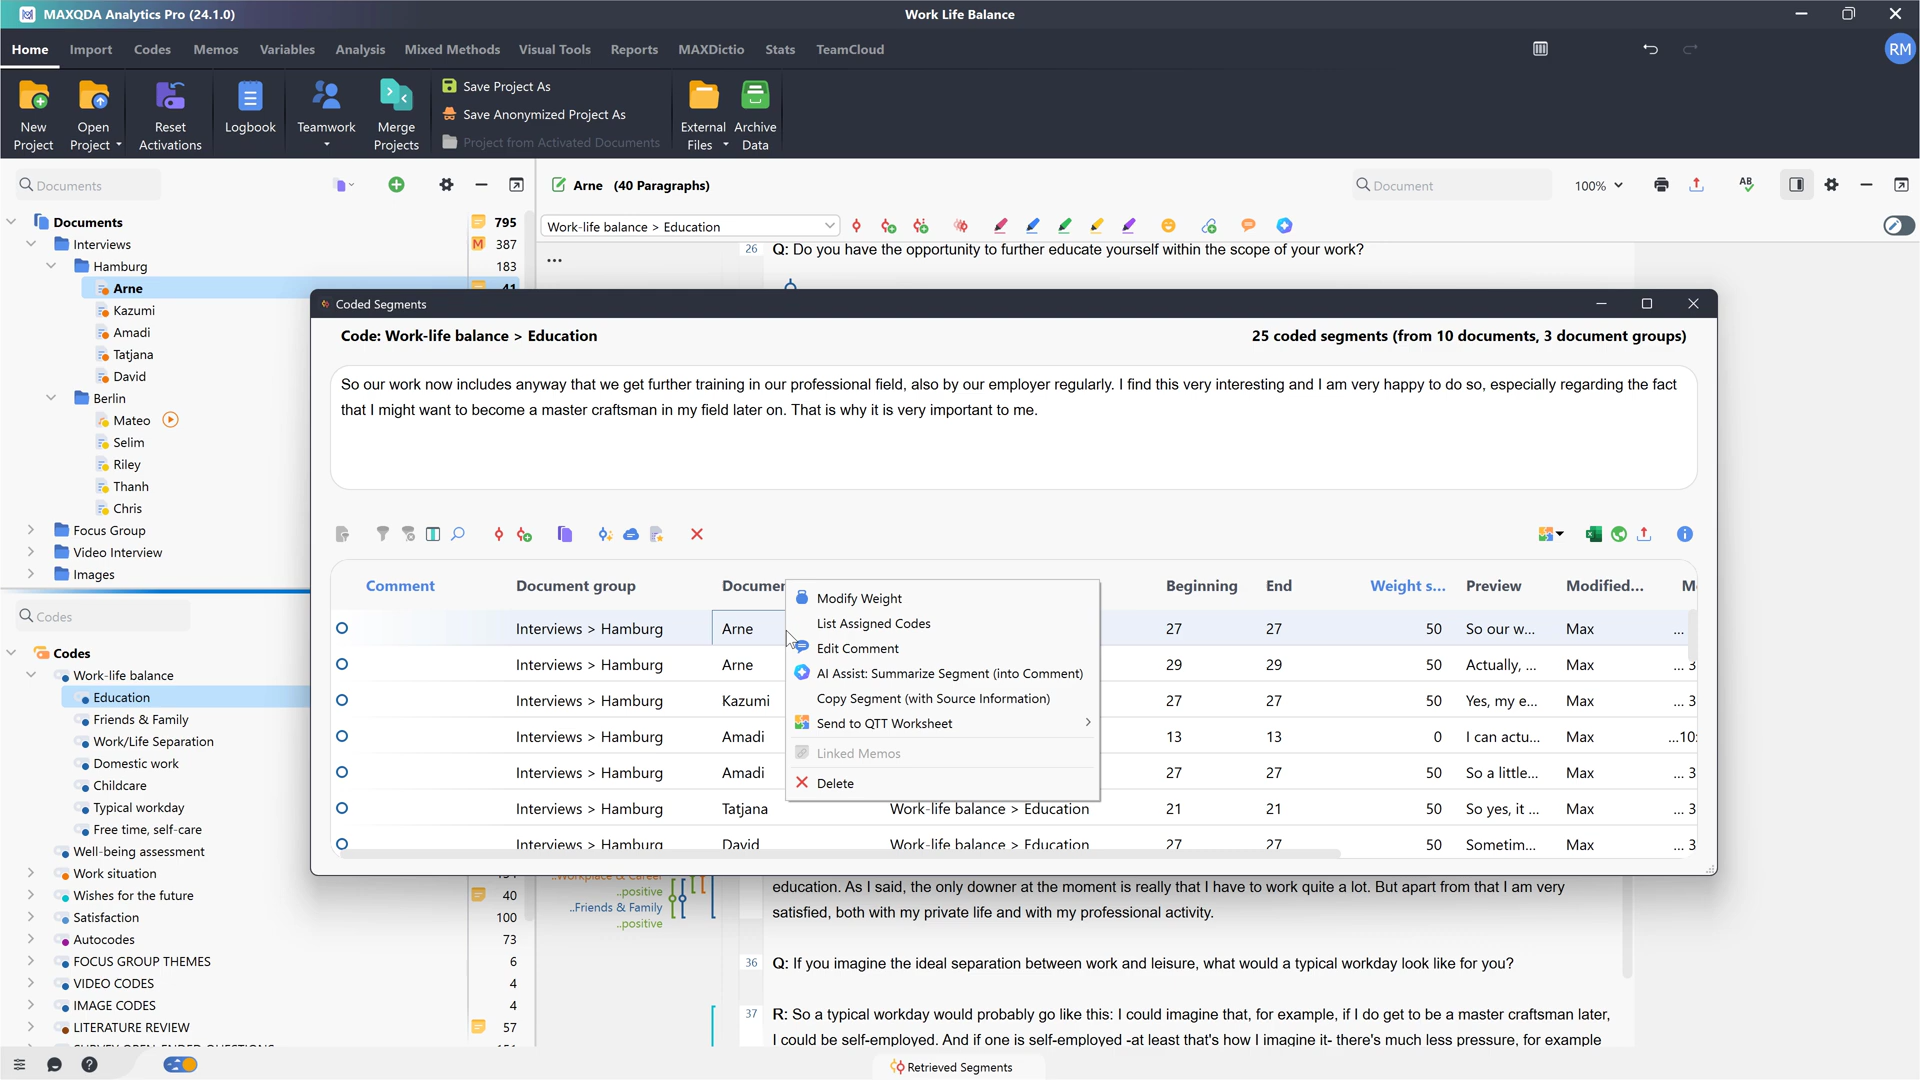 MAXQDA Analytics Pro (24.1.0)
Work Life Balance
Home Import Codes Memos Variables Analysis Mixed Methods Visual Tools Reports MAXDictio Stats TeamCloud
RM
New Project
Open Project
Reset Activations
Logbook
Teamwork
Merge Projects
Save Project As
Save Anonymized Project As
Project from Activated Documents
External Files
Archive Data
Documents
Arne (40 Paragraphs)
Document
100%
Documents 795
Interviews M 387
Hamburg 183
Arne 41
Kazumi
Amadi
Tatjana
David
Berlin
Mateo
Selim
Riley
Thanh
Chris
Focus Group
Video Interview
Images
Work-life balance > Education
...
26 Q: Do you have the opportunity to further educate yourself within the scope of your work?
Coded Segments
Code: Work-life balance > Education
25 coded segments (from 10 documents, 3 document groups)
So our work now includes anyway that we get further training in our professional field, also by our employer regularly. I find this very interesting and I am very happy to do so, especially regarding the fact
that I might want to become a master craftsman in my field later on. That is why it is very important to me.
Comment Document group Documen Beginning End Weight s... Preview Modified... M
Interviews > Hamburg Arne 27 27 50 So our w... Max ...
Interviews > Hamburg Arne 29 29 50 Actually, ... Max ... 3
Interviews > Hamburg Kazumi 27 27 50 Yes, my e... Max ... 3
Interviews > Hamburg Amadi 13 13 0 I can actu... Max ...10:
Interviews > Hamburg Amadi 27 27 50 So a little... Max ... 3
Interviews > Hamburg Tatjana Work-life balance > Education 21 21 50 So yes, it ... Max ... 3
Interviews > Hamburg David Work-life balance > Education 27 27 50 Sometim... Max ... 3
Modify Weight
List Assigned Codes
Edit Comment
AI Assist: Summarize Segment (into Comment)
Copy Segment (with Source Information)
Send to QTT Worksheet
Linked Memos
Delete
Codes
Codes
Work-life balance
Education
Friends & Family
Work/Life Separation
Domestic work
Childcare
Typical workday
Free time, self-care
Well-being assessment
Work situation
Wishes for the future 40
Satisfaction 100
Autocodes 73
FOCUS GROUP THEMES 6
VIDEO CODES 4
IMAGE CODES 4
LITERATURE REVIEW 57
SURVEY OPEN-ENDED QUESTIONS 151
..Workplace & Career
..positive
..Friends & Family
..positive
education. As I said, the only downer at the moment is really that I have to work quite a lot. But apart from that I am very
satisfied, both with my private life and with my professional activity.
36 Q: If you imagine the ideal separation between work and leisure, what would a typical workday look like for you?
37 R: So a typical workday would probably go like this: I could imagine that, for example, if I do get to be a master craftsman later,
I could be self-employed. And if one is self-employed -at least that's how I imagine it- there's much less pressure, for example
Retrieved Segments